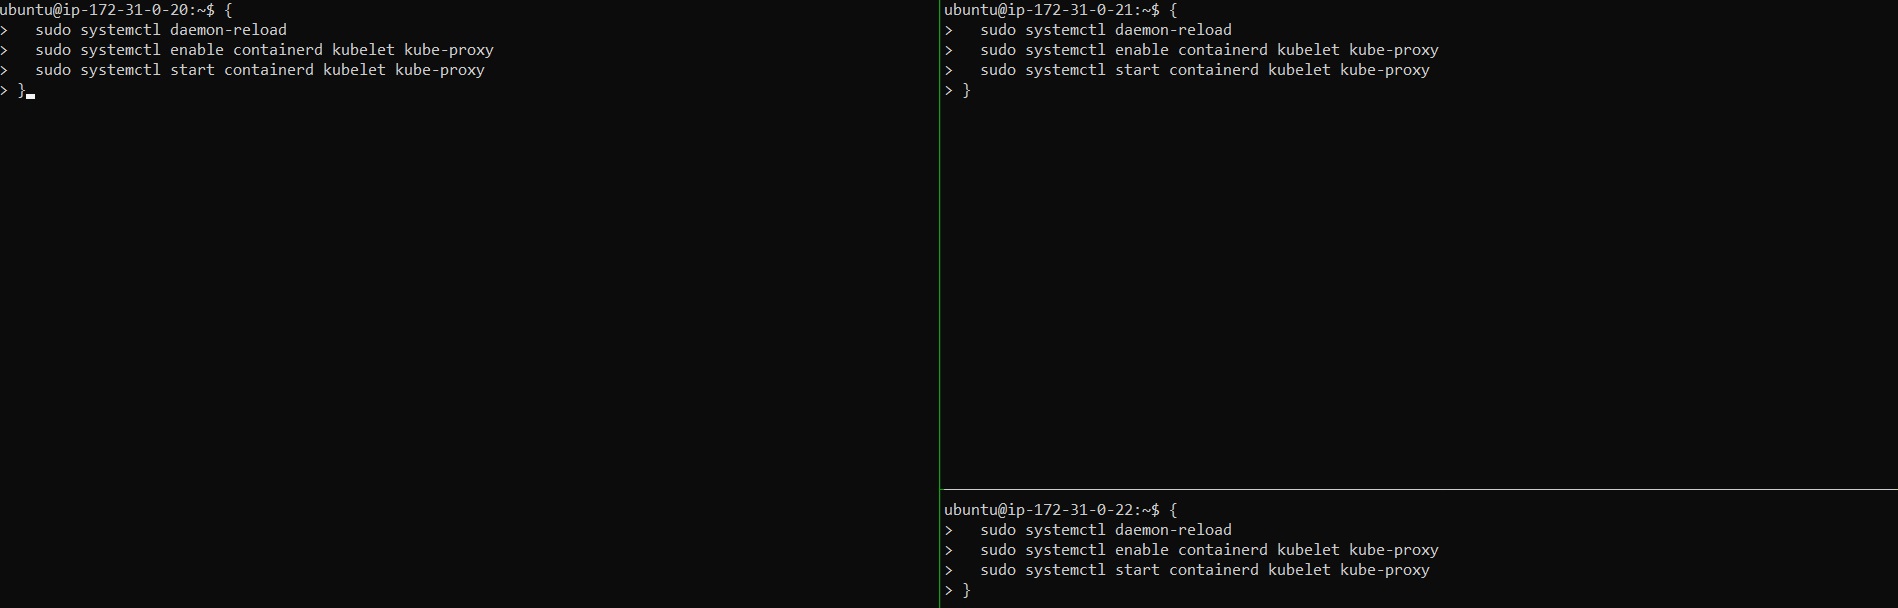 ubuntu@ip-172-31-0-20:~$ {
>   sudo systemctl daemon-reload
>   sudo systemctl enable containerd kubelet kube-proxy
>   sudo systemctl start containerd kubelet kube-proxy
> }
ubuntu@ip-172-31-0-21:~$ {
>   sudo systemctl daemon-reload
>   sudo systemctl enable containerd kubelet kube-proxy
>   sudo systemctl start containerd kubelet kube-proxy
> }
ubuntu@ip-172-31-0-22:~$ {
>   sudo systemctl daemon-reload
>   sudo systemctl enable containerd kubelet kube-proxy
>   sudo systemctl start containerd kubelet kube-proxy
> }